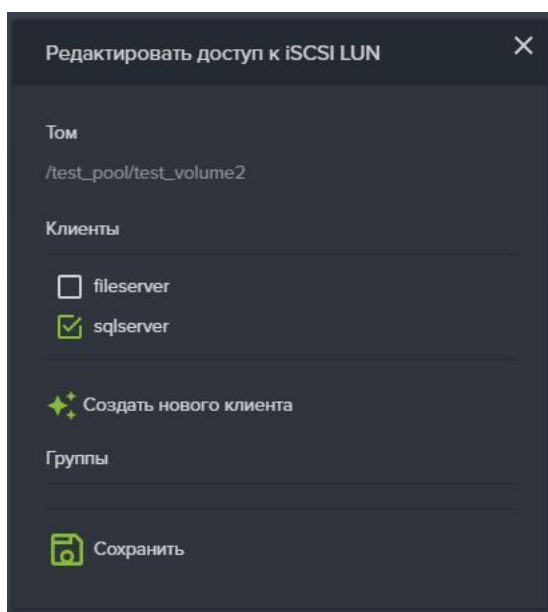 Редактировать доступ к iSCSI LUN
Том
/test_pool/test_volume2
Клиенты
fileserver
sqlserver
Создать нового клиента
Группы
Сохранить